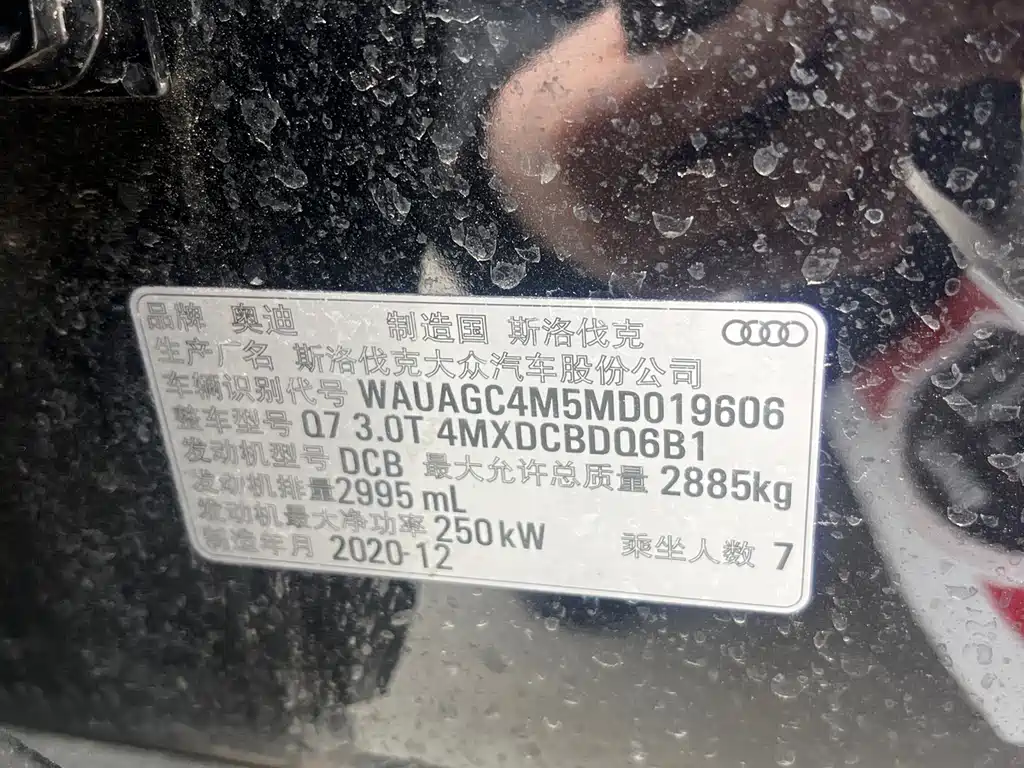 品牌 奥迪 制造国 斯洛伐克
生产厂名 斯洛伐克大众汽车股份公司
车辆识别代号 WAUAGC4M5MD019606
整车型号 Q7 3.0T 4MXDCBDQ6B1
发动机型号 DCB 最大允许总质量 2885kg
发动机排量2995 mL
发动机最大净功率 250 kW
制造年月 2020-12 乘坐人数 7